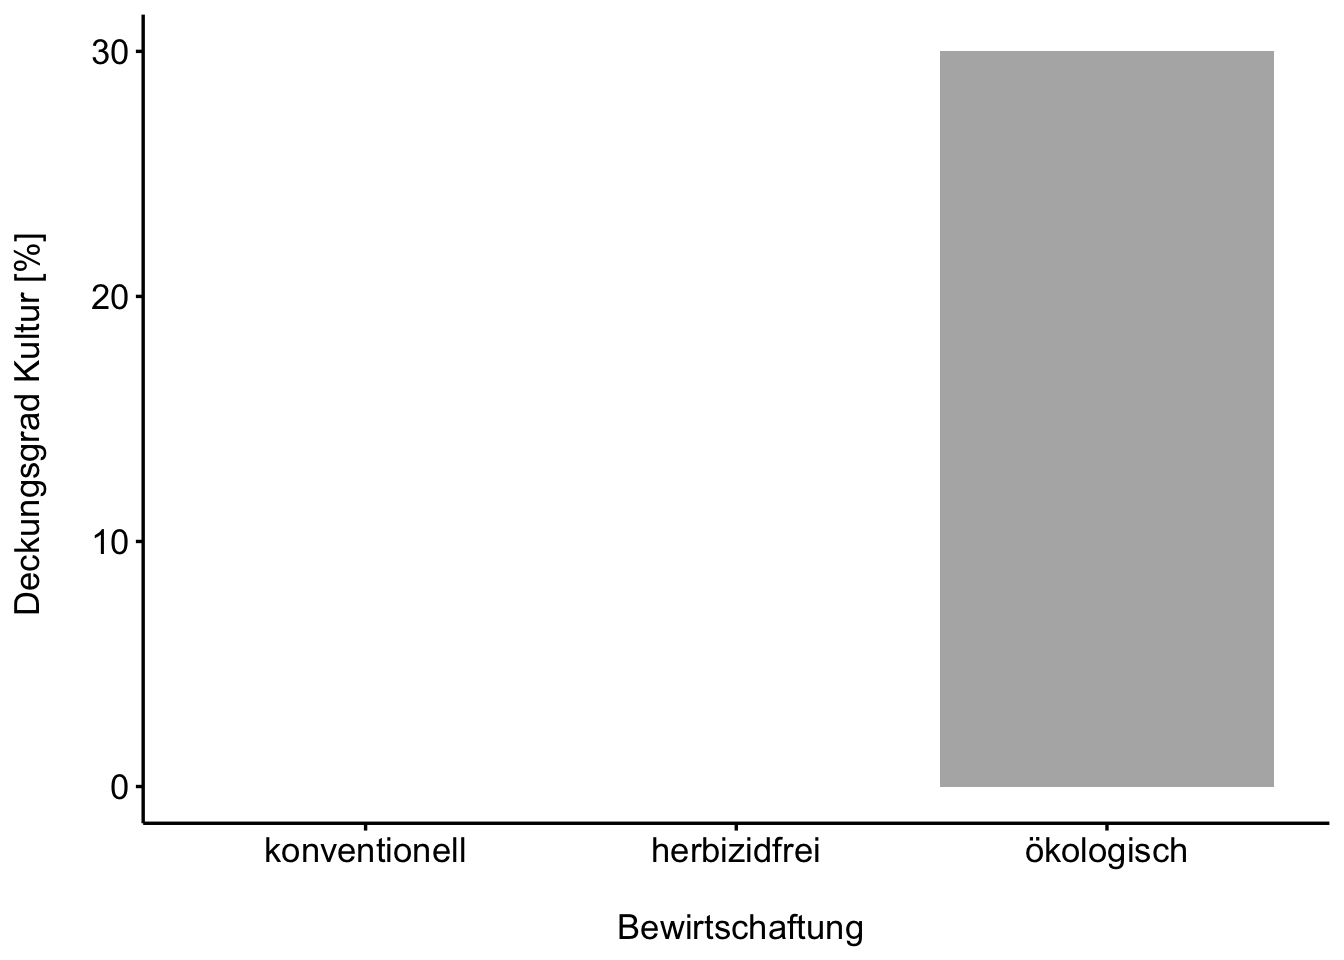 Deckungsgrad Kultur [%]
30
20
10
0
konventionell herbizidfrei ökologisch
Bewirtschaftung